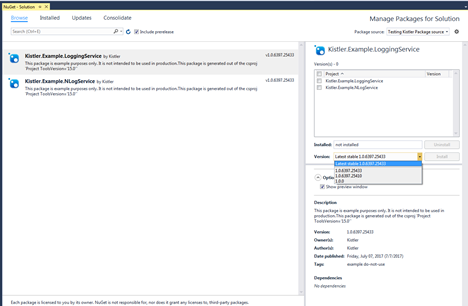 NuGet - Solution
Browse Installed Updates Consolidate
Manage Packages for Solution
Search (Ctrl+E)
Include prerelease
Package source: Testing Kistler Package source
Kistler.Example.LoggingService by Kistler
v1.0.6397.25433
This package is example purposes only. It is not intended to be used in production.This package is generated out of the csproj
'Project ToolsVersion="15.0"
Kistler.Example.NLogService by Kistler
v1.0.6397.25433
This package is example purposes only. It is not intended to be used in production.This package is generated out of the csproj
'Project ToolsVersion="15.0"
Kistler.Example.LoggingService
Version(s) - 0
Project Version
Kistler.Example.LoggingService
Kistler.Example.NLogService
Installed: not installed Uninstall
Version: Latest stable 1.0.6397.25433 Install
Latest stable 1.0.6397.25433
1.0.6397.25433
1.0.6397.25410
1.0.0
Optio
Show preview window
Description
This package is example purposes only. It is not intended to be used in
production.This package is generated out of the csproj 'Project
ToolsVersion="15.0"
Version: 1.0.6397.25433
Owner(s): Kistler
Author(s): Kistler
Date published: Friday, July 07, 2017 (7/7/2017)
Tags: example do-not-use
Dependencies
No dependencies
Each package is licensed to you by its owner. NuGet is not responsible for, nor does it grant any licenses to, third-party packages.